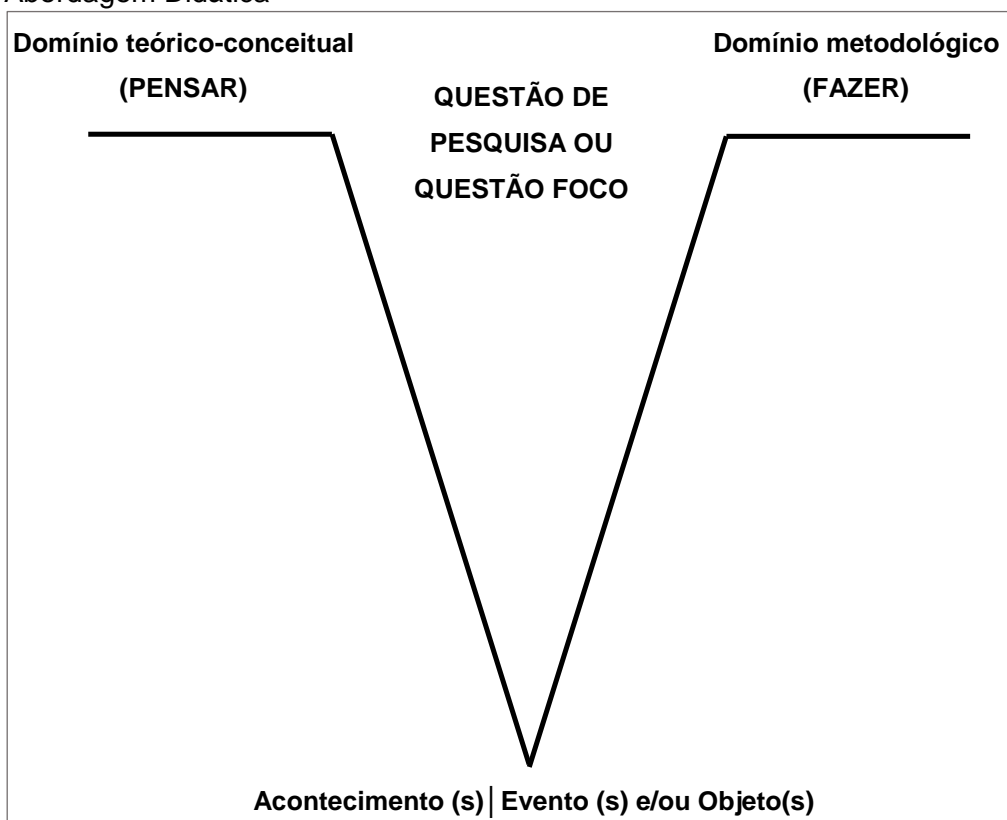 Abordagem Didática
Domínio teórico-conceitual
(PENSAR)
QUESTÃO DE
PESQUISA OU
QUESTÃO FOCO
Domínio metodológico
(FAZER)
Acontecimento (s)| Evento (s) e/ou Objeto(s)